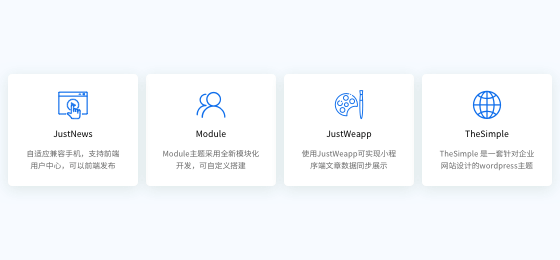 JustNews
自适应兼容手机，支持前端
用户中心，可以前端发布
Module
Module主题采用全新模块化
开发，可自定义搭建
JustWeapp
使用JustWeapp可实现小程
序端文章数据同步展示
TheSimple
TheSimple 是一套针对企业
网站设计的wordpress主题